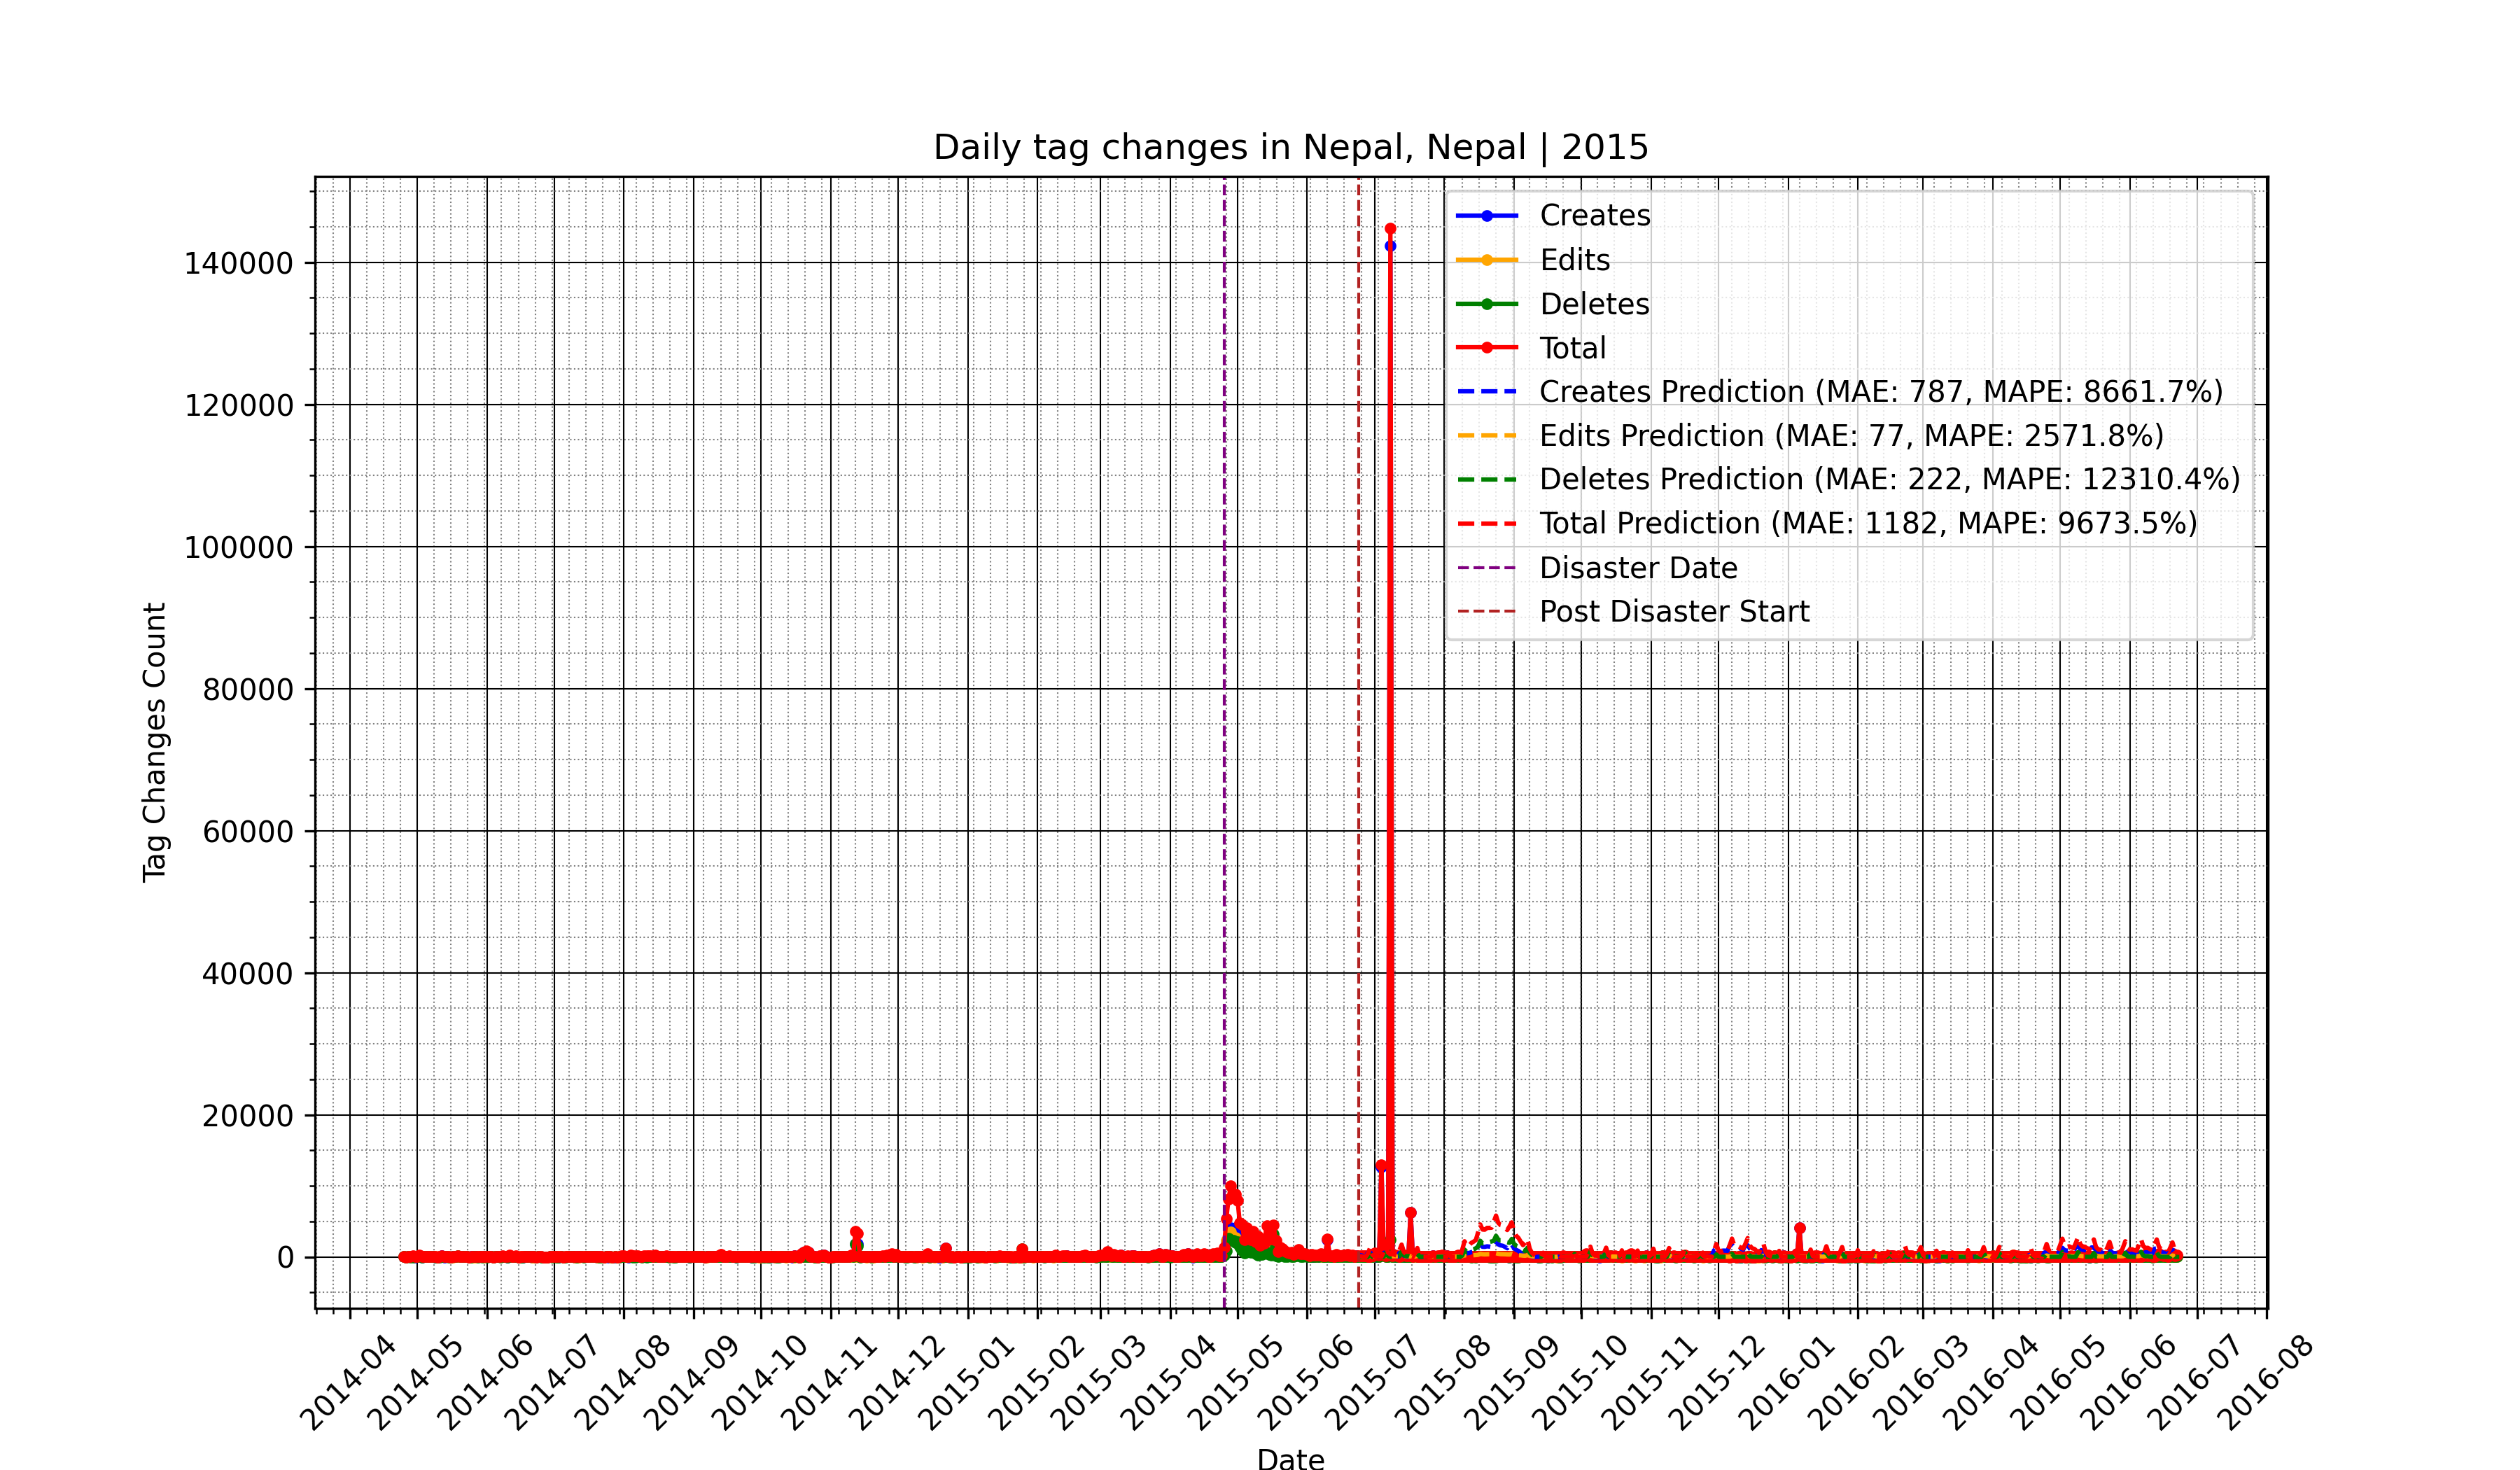 Daily tag changes in Nepal, Nepal | 2015
Creates
Edits
Deletes
Total
Creates Prediction (MAE: 787, MAPE: 8661.7%)
Edits Prediction (MAE: 77, MAPE: 2571.8%)
Deletes Prediction (MAE: 222, MAPE: 12310.4%)
Total Prediction (MAE: 1182, MAPE: 9673.5%)
Disaster Date
Post Disaster Start
Tag Changes Count
140000
120000
100000
80000
60000
40000
20000
0
2014-04
2014-05
2014-06
2014-07
2014-08
2014-09
2014-10
2014-11
2014-12
2015-01
2015-02
2015-03
2015-04
2015-05
2015-06
2015-07
2015-08
2015-09
2015-10
2015-11
2015-12
2016-01
2016-02
2016-03
2016-04
2016-05
2016-06
2016-07
2016-08
Date